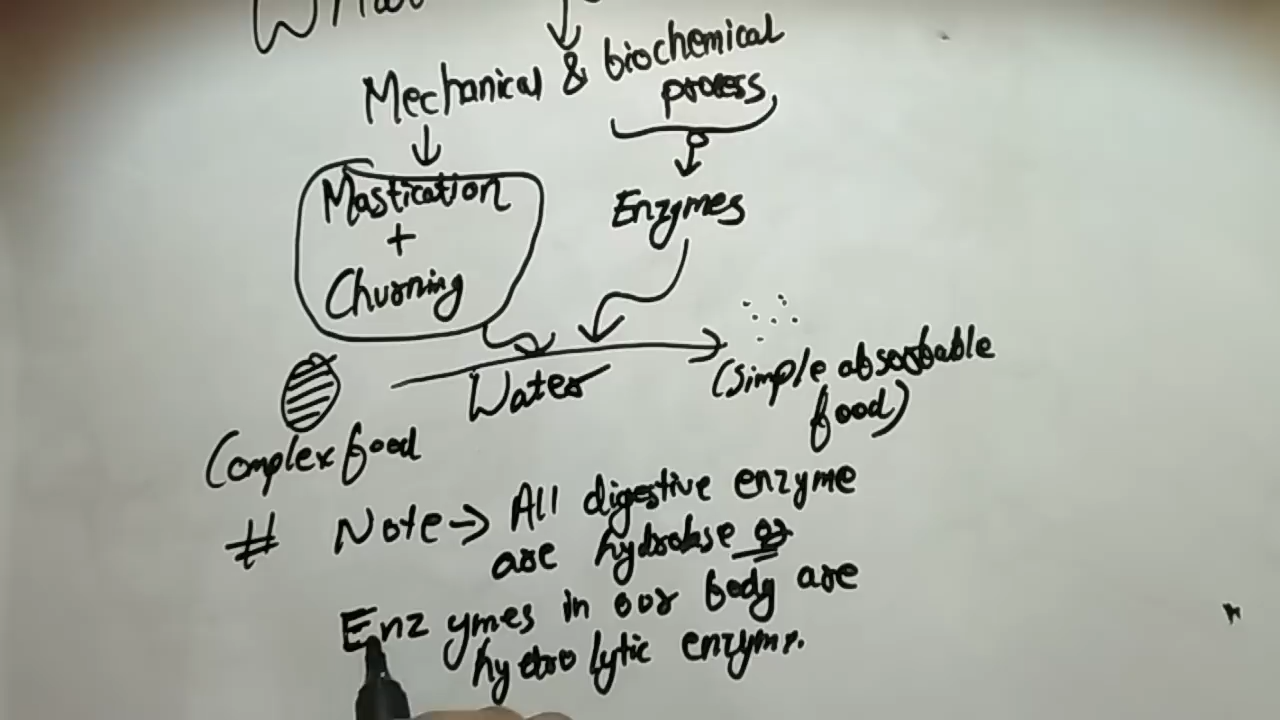 Mechanical & biochemical
process
Mastication
+
Churning
Enzymes
Water
(Simple absorbable
food)
Complex food
# Note → All digestive enzyme
are hydrolase or
Enzymes in our body are
hydrolytic enzyme.